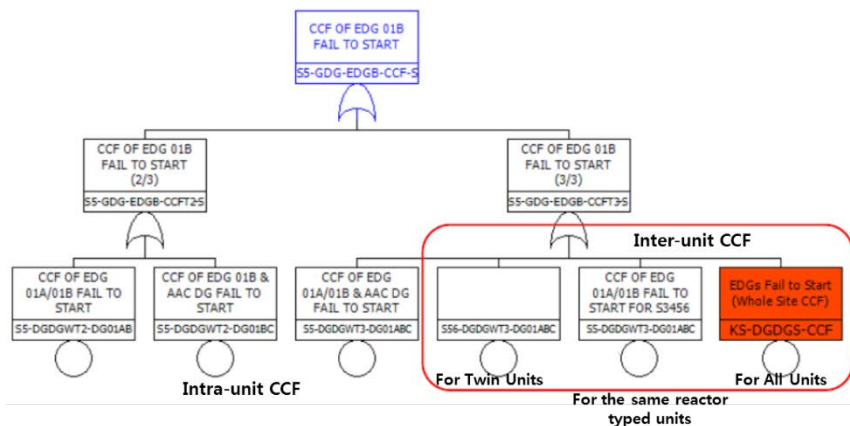 CCF OF EDG 01B
FAIL TO START
S5-GDG-EDGB-CCF-S
CCF OF EDG 01B
FAIL TO START
(2/3)
S5-GDG-EDGB-CCFT2-S
CCF OF EDG 01B
FAIL TO START
(3/3)
S5-GDG-EDGB-CCFT3-S
Inter-unit CCF
CCF OF EDG
01A/01B FAIL TO
START
S5-DGDGWT2-DG01AB
CCF OF EDG 01B &
AAC DG FAIL TO
START
S5-DGDGWT2-DG01BC
CCF OF EDG
01A/01B & AAC DG
FAIL TO START
S5-DGDGWT3-DG01ABC
S56-DGDGWT3-DG01ABC
CCF OF EDG
01A/01B FAIL TO
START FOR S3456
S5-DGDGWT3-DG01ABC
EDGs Fail to Start
(Whole Site CCF)
KS-DGDGS-CCF
Intra-unit CCF
For Twin Units
For the same reactor
typed units
For All Units